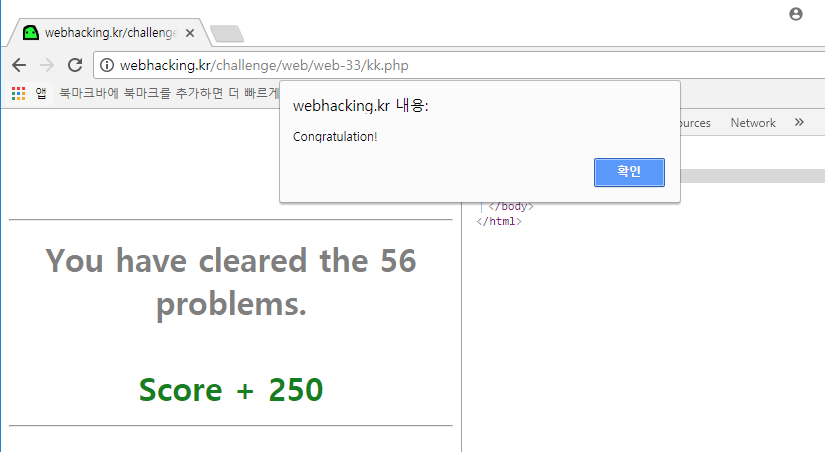 webhacking.kr/challenge
webhacking.kr/challenge/web/web-33/kk.php
앱 북마크바에 북마크를 추가하면 더 빠르게
webhacking.kr 내용:
Congratulation!
확인
Network
</body>
</html>
You have cleared the 56
problems.
Score + 250